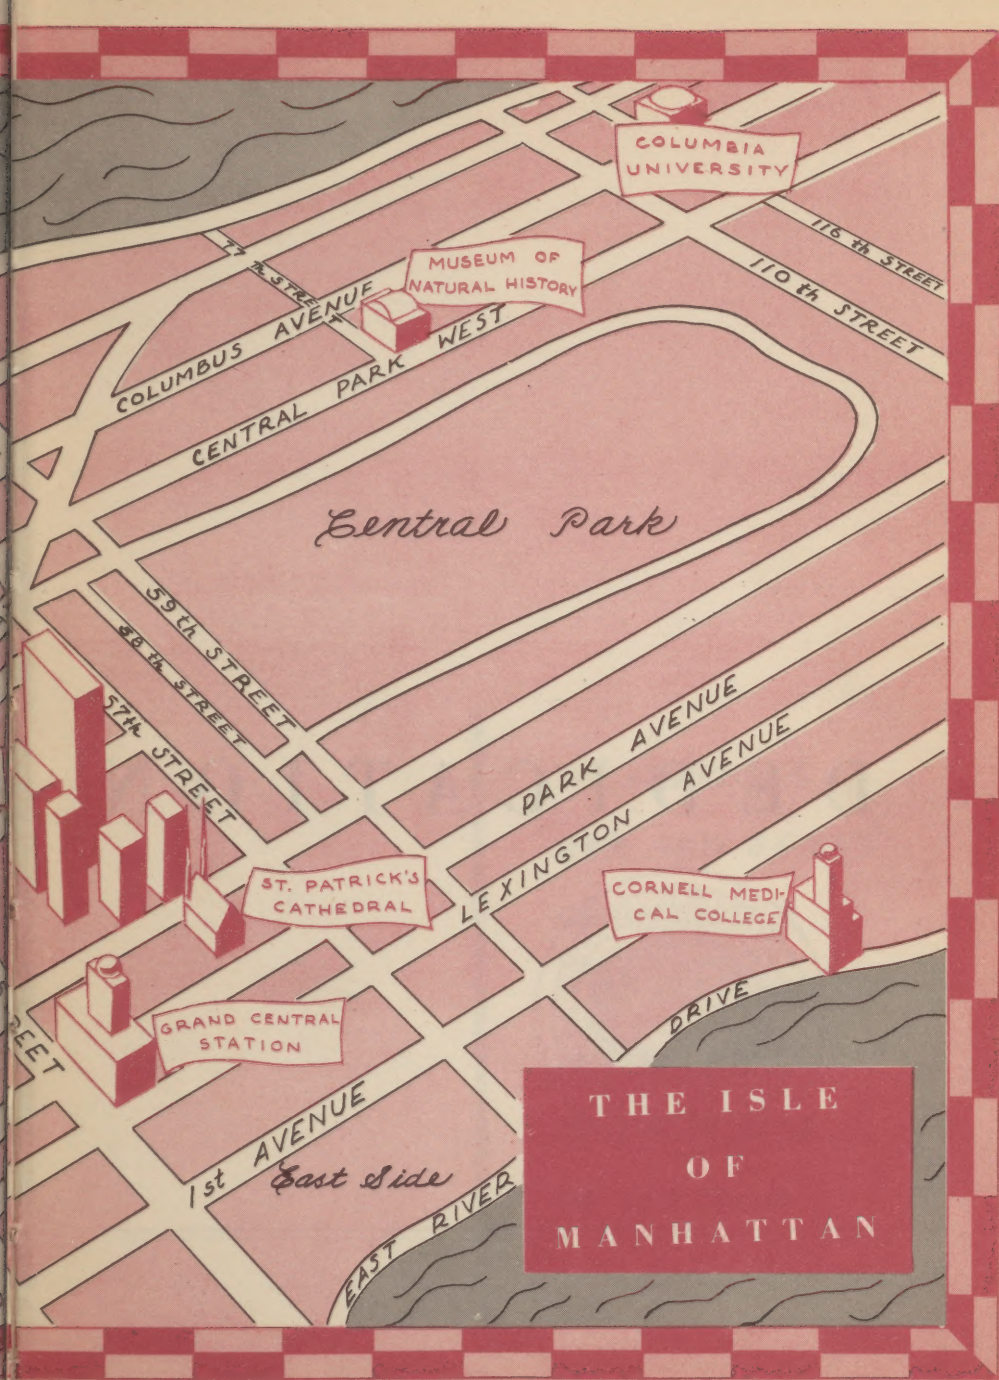 COLUMBIA
UNIVERSITY
116 th STREET
110 th STREET
77 th STREET
MUSEUM OF
NATURAL HISTORY
COLUMBUS AVENUE
CENTRAL PARK WEST
Central Park
59th STREET
58 th STREET
57th STREET
PARK AVENUE
LEXINGTON AVENUE
ST. PATRICK'S
CATHEDRAL
CORNELL MEDI-
CAL COLLEGE
GRAND CENTRAL
STATION
REET
1st AVENUE
East Side
EAST RIVER
DRIVE
THE ISLE
OF
MANHATTAN